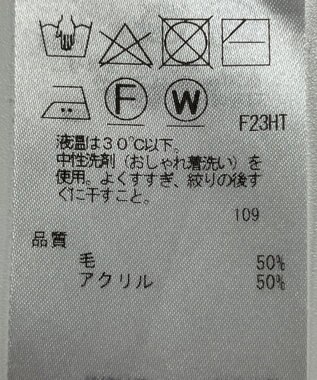 F W
F23HT
液温は30℃以下。
中性洗剤（おしゃれ着洗い）を
使用。よくすすぎ、絞りの後す
ぐに干すこと。
109
品質
毛 50%
アクリル 50%